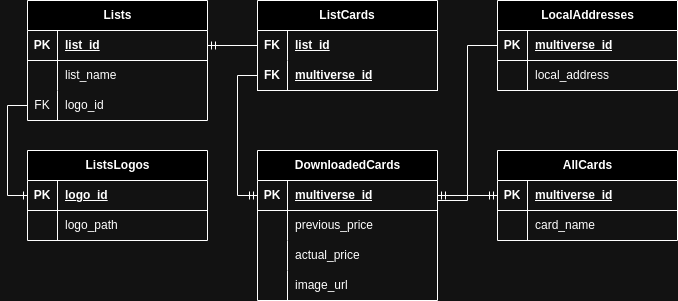 Lists
PK list_id
list_name
FK logo_id
ListCards
FK list_id
FK multiverse_id
LocalAddresses
PK multiverse_id
local_address
ListsLogos
PK logo_id
logo_path
DownloadedCards
PK multiverse_id
previous_price
actual_price
image_url
AllCards
PK multiverse_id
card_name